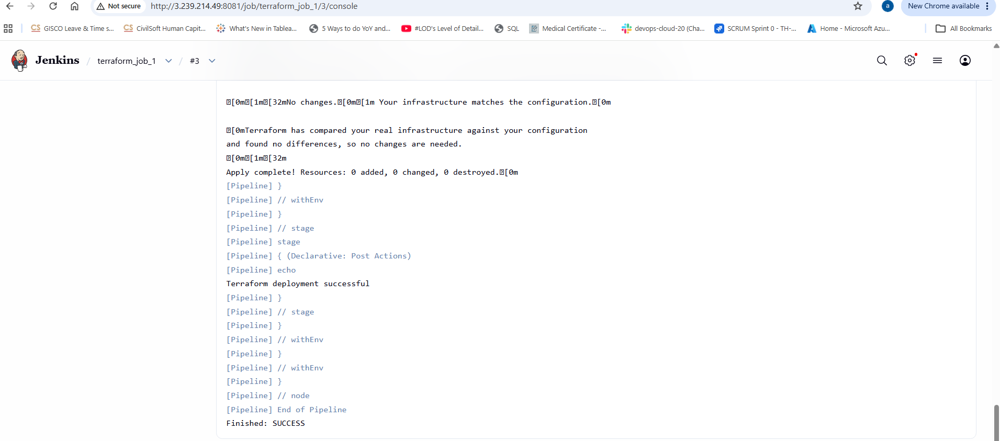 Not secure http://3.239.214.49:8081/job/terraform_job_1/3/console a New Chrome available
CS GISCO Leave & Time s... CS CivilSoft Human Capit... What's New in Tablea... 5 Ways to do YoY and... #LOD's Level of Detail... SQL Medical Certificate -... devops-cloud-20 (Cha... SCRUM Sprint 0 - TH-... Home - Microsoft Azu... All Bookmarks
Jenkins / terraform_job_1 / #3
[0m[1m[32mNo changes.[0m[1m Your infrastructure matches the configuration.[0m
[0mTerraform has compared your real infrastructure against your configuration
and found no differences, so no changes are needed.
[0m[1m[32m
Apply complete! Resources: 0 added, 0 changed, 0 destroyed.[0m
[Pipeline] }
[Pipeline] // withEnv
[Pipeline] }
[Pipeline] // stage
[Pipeline] stage
[Pipeline] { (Declarative: Post Actions)
[Pipeline] echo
Terraform deployment successful
[Pipeline] }
[Pipeline] // stage
[Pipeline] }
[Pipeline] // withEnv
[Pipeline] }
[Pipeline] // withEnv
[Pipeline] }
[Pipeline] // node
[Pipeline] End of Pipeline
Finished: SUCCESS